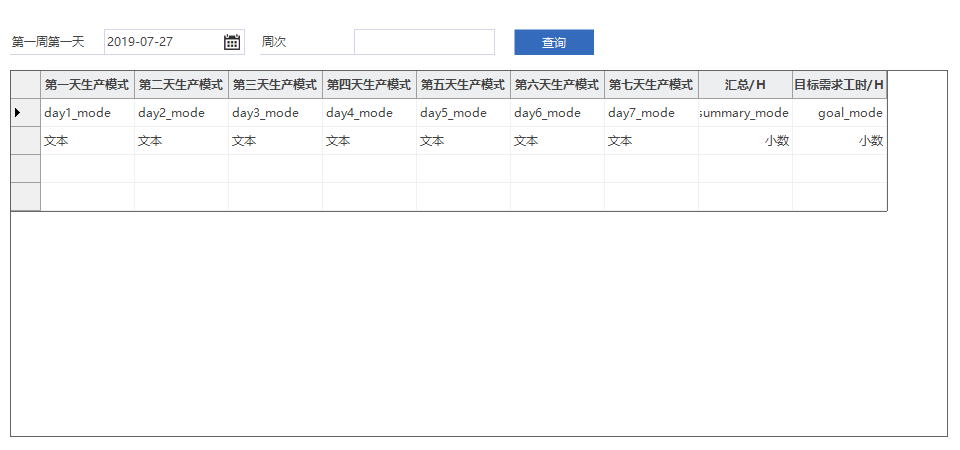 第一周第一天 2019-07-27 周次 查询
第一天生产模式 第二天生产模式 第三天生产模式 第四天生产模式 第五天生产模式 第六天生产模式 第七天生产模式 汇总/H 目标需求工时/H
day1_mode day2_mode day3_mode day4_mode day5_mode day6_mode day7_mode summary_mode goal_mode
文本 文本 文本 文本 文本 文本 文本 小数 小数